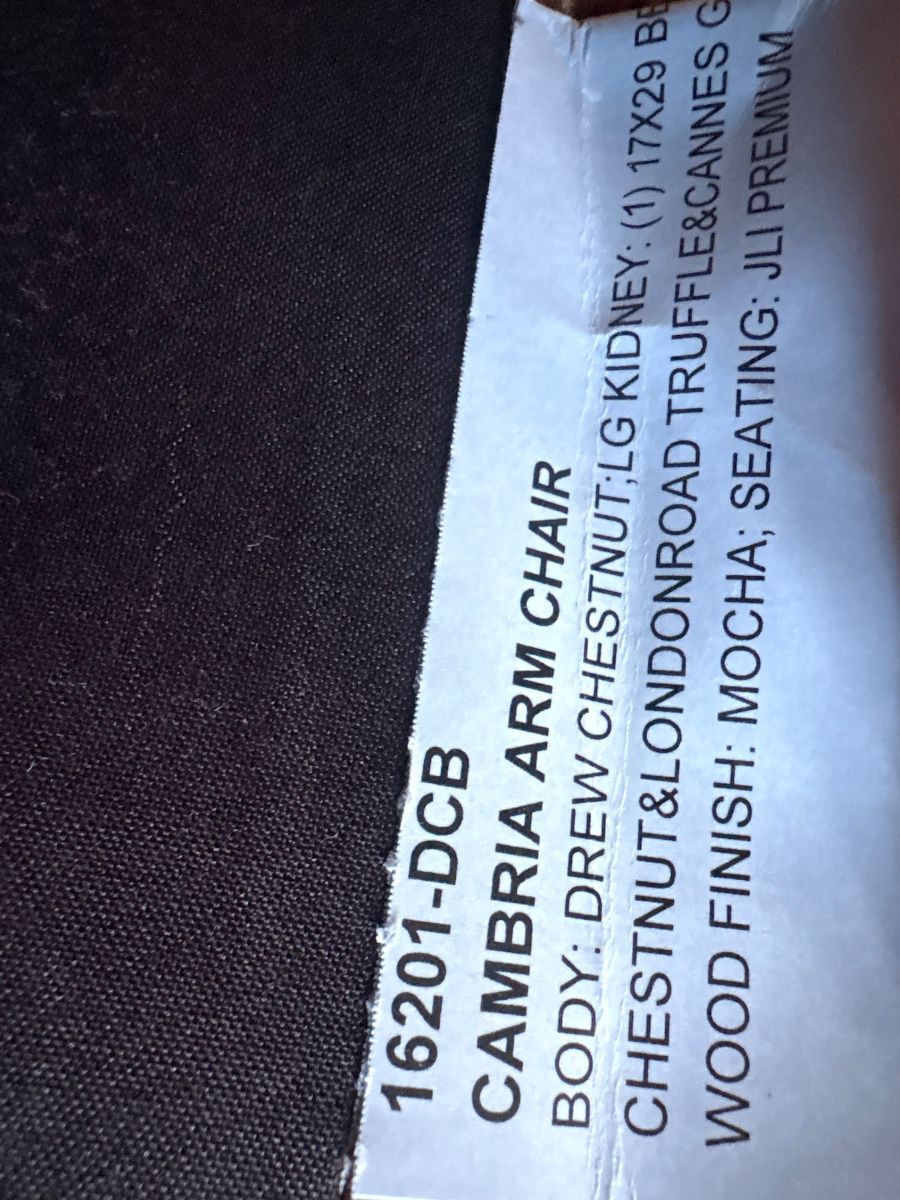 16201-DCB
CAMBRIA ARM CHAIR
BODY: DREW CHESTNUT;LG KIDNEY: (1) 17X29
CHESTNUT&LONDONROAD TRUFFLE&CANNES
WOOD FINISH: MOCHA; SEATING: JLI PREMIUM